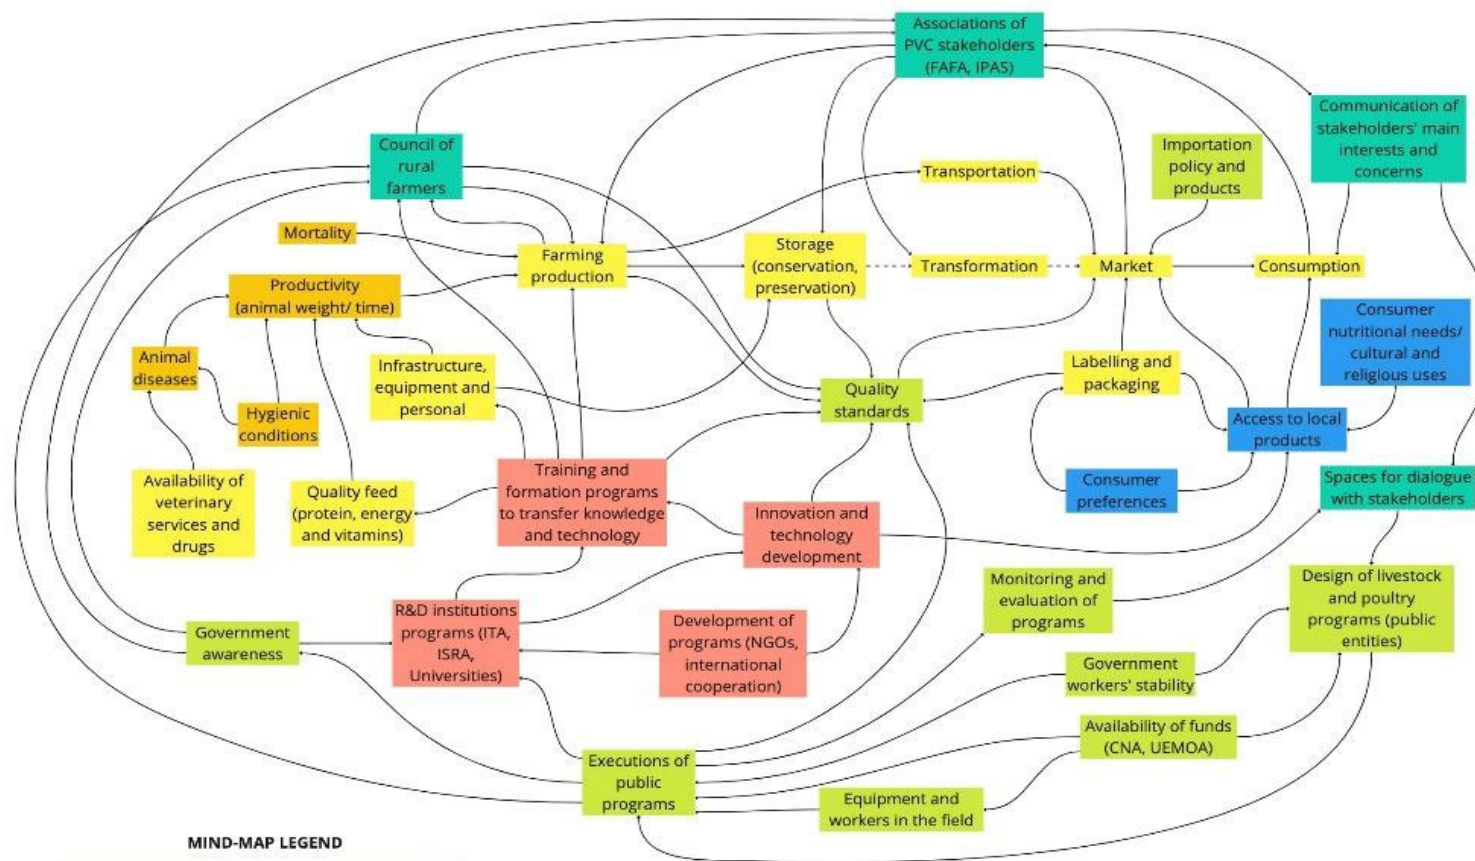 Associations of
PVC stakeholders
(FAFA, IPAS)
Communication of
stakeholders' main
interests and
concerns
Council of
rural
farmers
Importation
policy and
products
Transportation
Mortality
Farming
production
Storage
(conservation,
preservation)
Transformation
Market
Consumption
Productivity
(animal weight/ time)
Consumer
nutritional needs/
cultural and
religious uses
Animal
diseases
Infrastructure,
equipment and
personal
Labelling and
packaging
Quality
standards
Hygienic
conditions
Access to local
products
Availability of
veterinary
services and
drugs
Quality feed
(protein, energy
and vitamins)
Training and
formation programs
to transfer knowledge
and technology
Consumer
preferences
Spaces for dialogue
with stakeholders
Innovation and
technology
development
Monitoring and
evaluation of
programs
Design of livestock
and poultry
programs (public
entities)
Government
awareness
R&D institutions
programs (ITA,
ISRA,
Universities)
Development of
programs (NGOs,
international
cooperation)
Government
workers' stability
Availability of funds
(CNA, UEMOA)
Executions of
public
programs
Equipment and
workers in the field
MIND-MAP LEGEND